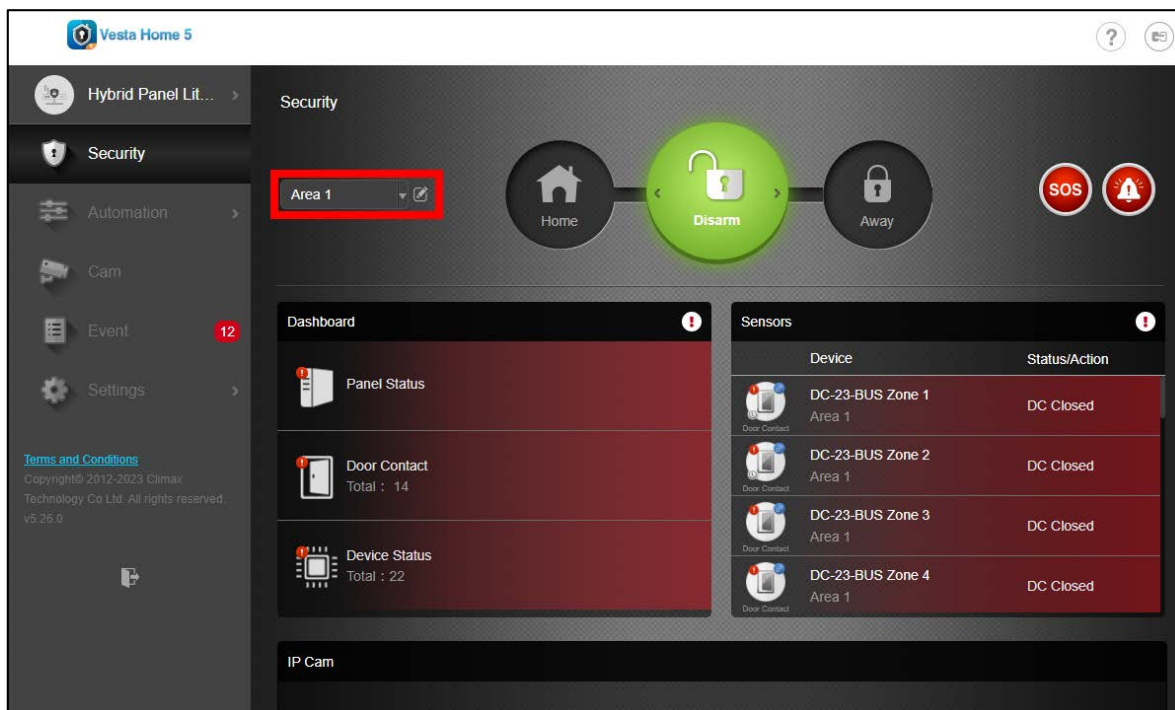 Vesta Home 5
?
Hybrid Panel Lit...
Security
Automation
Cam
Event
12
Settings
Terms and Conditions
Copyright© 2012-2023 Climax
Technology Co Ltd. All rights reserved.
v5.26.0
Security
Area 1
Home
Disarm
Away
SOS
Dashboard
Panel Status
Door Contact
Total : 14
Device Status
Total : 22
Sensors
Device Status/Action
DC-23-BUS Zone 1
Area 1
DC Closed
Door Contact
DC-23-BUS Zone 2
Area 1
DC Closed
Door Contact
DC-23-BUS Zone 3
Area 1
DC Closed
Door Contact
DC-23-BUS Zone 4
Area 1
DC Closed
Door Contact
IP Cam